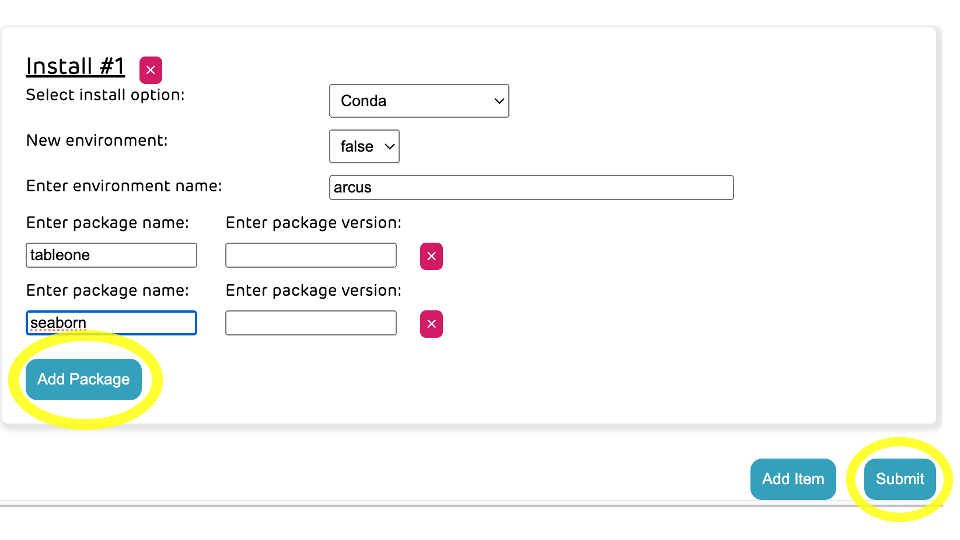 Install #1 ×
Select install option: Conda
New environment: false
Enter environment name: arcus
Enter package name: Enter package version:
tableone ×
Enter package name: Enter package version:
seaborn ×
Add Package
Add Item Submit